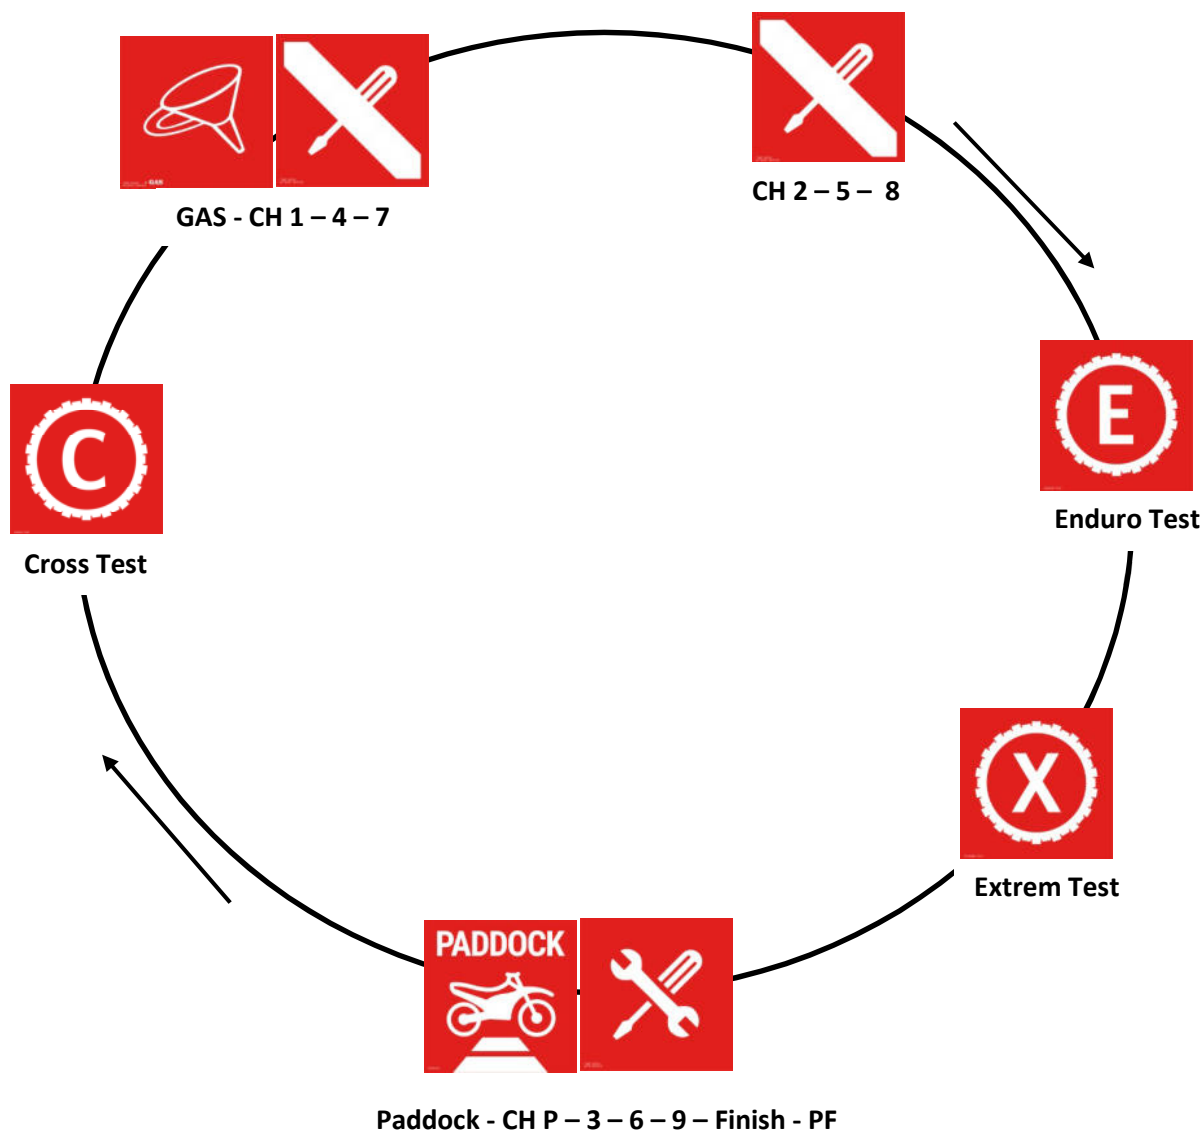 GAS - CH 1 – 4 – 7
CH 2 – 5 – 8
C
Cross Test
E
Enduro Test
X
Extrem Test
PADDOCK
Paddock - CH P – 3 – 6 – 9 – Finish - PF